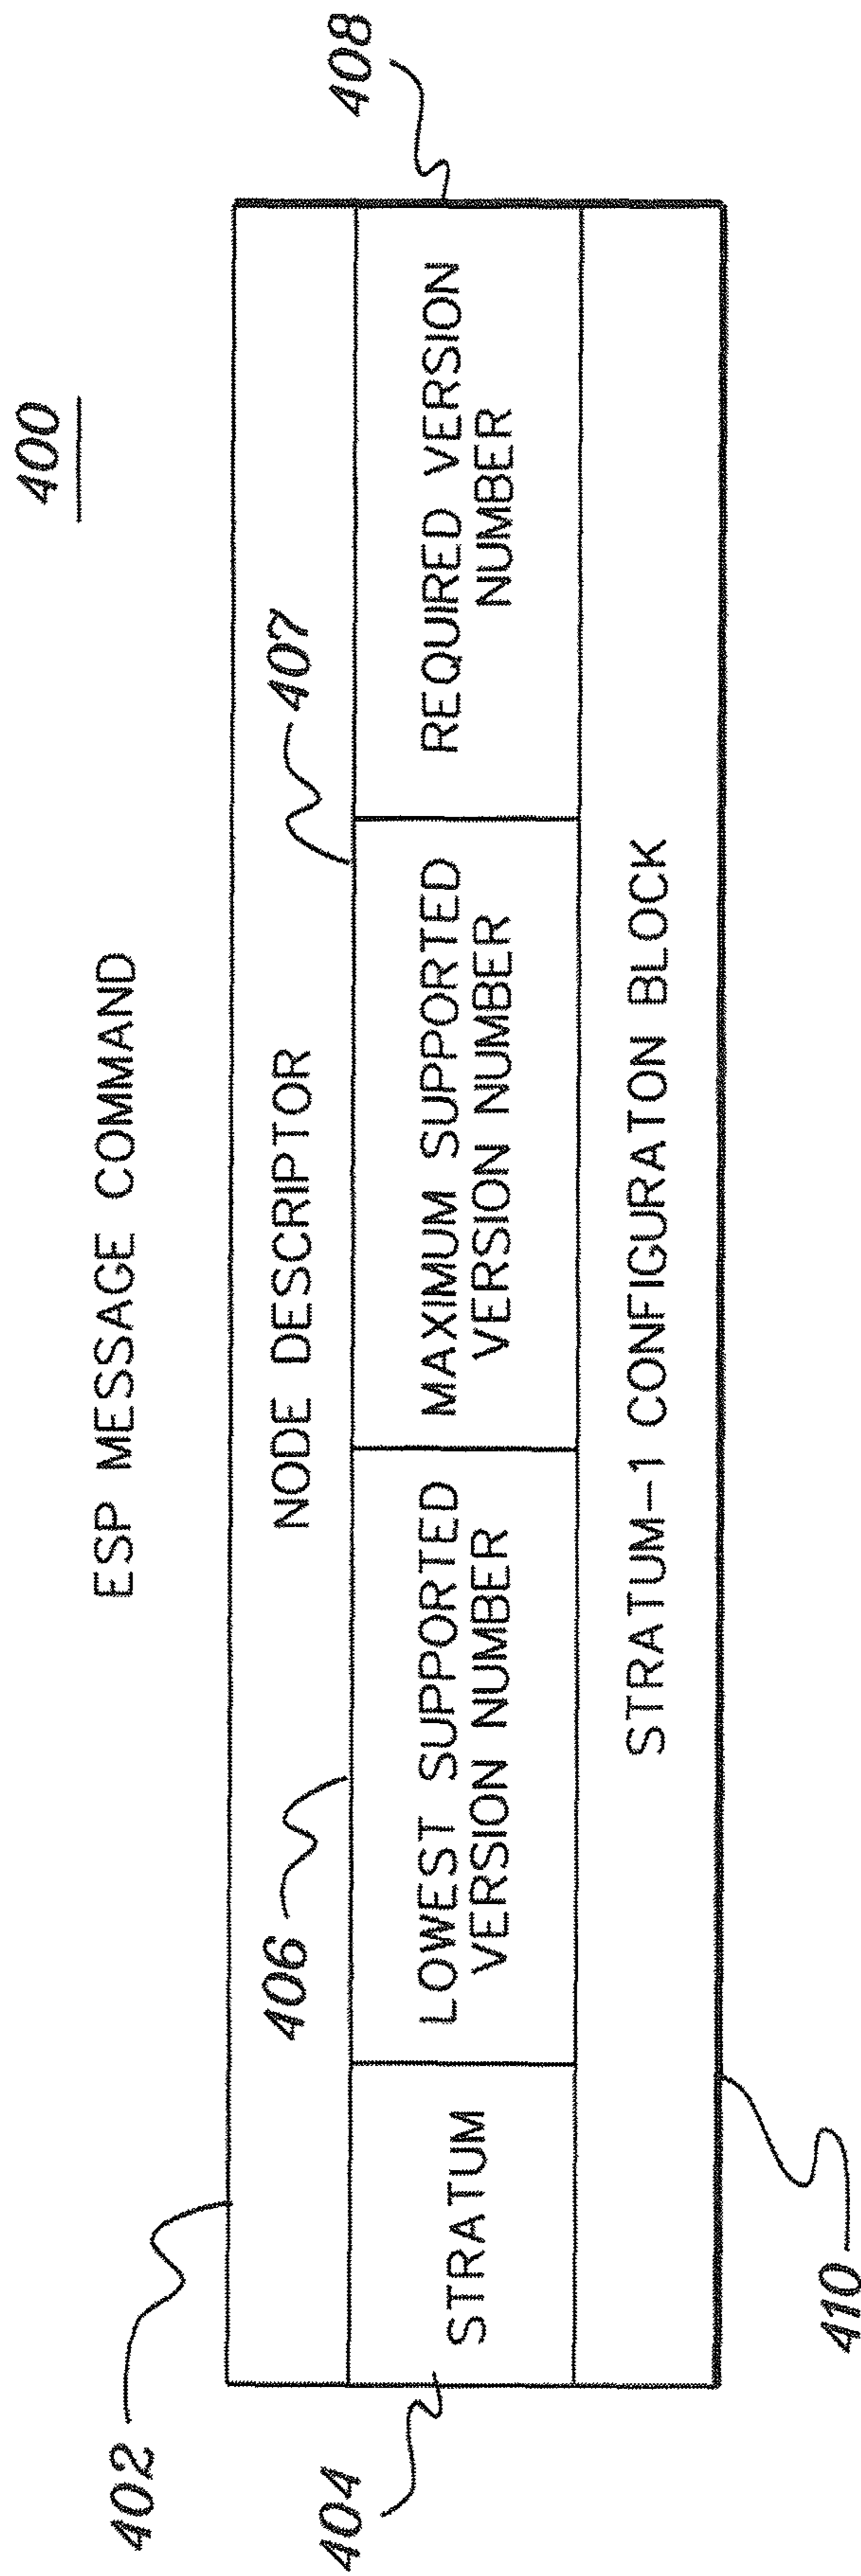 400
ESP MESSAGE COMMAND
402
NODE DESCRIPTOR
404
STRATUM
406
LOWEST SUPPORTED
VERSION NUMBER
407
MAXIMUM SUPPORTED
VERSION NUMBER
408
REQUIRED VERSION
NUMBER
STRATUM-1 CONFIGURATON BLOCK
410